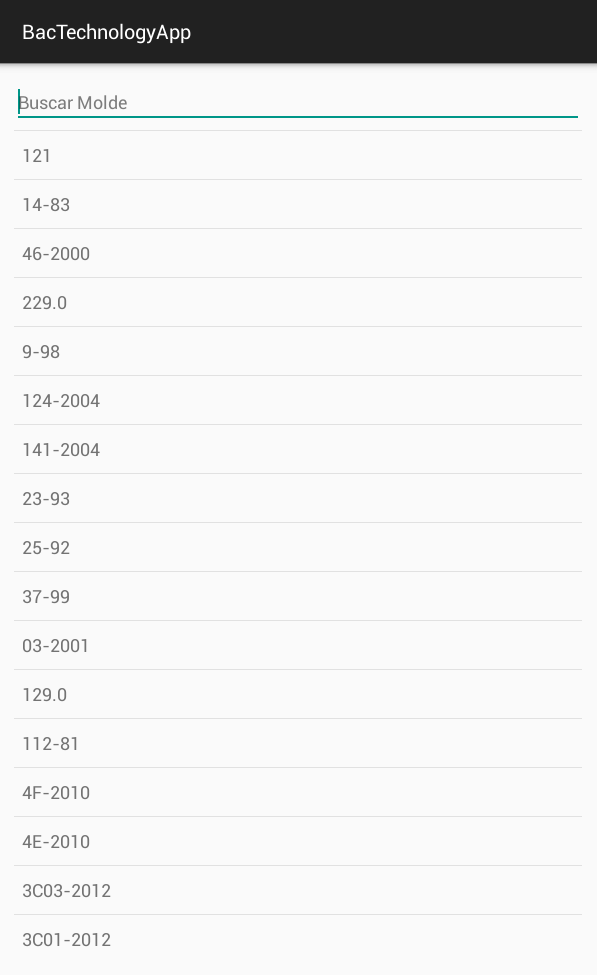 BacTechnologyApp
Buscar Molde
121
14-83
46-2000
229.0
9-98
124-2004
141-2004
23-93
25-92
37-99
03-2001
129.0
112-81
4F-2010
4E-2010
3C03-2012
3C01-2012